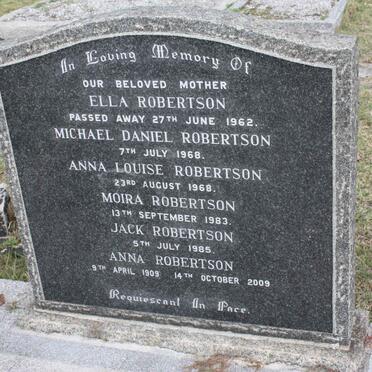 In Loving Memory Of
OUR BELOVED MOTHER
ELLA ROBERTSON
PASSED AWAY 27TH JUNE 1962.
MICHAEL DANIEL ROBERTSON
7TH JULY 1968.
ANNA LOUISE ROBERTSON
23RD AUGUST 1968.
MOIRA ROBERTSON
13TH SEPTEMBER 1983.
JACK ROBERTSON
5TH JULY 1985.
ANNA ROBERTSON
9TH APRIL 1909 14TH OCTOBER 2009
Requiescant In Pace.